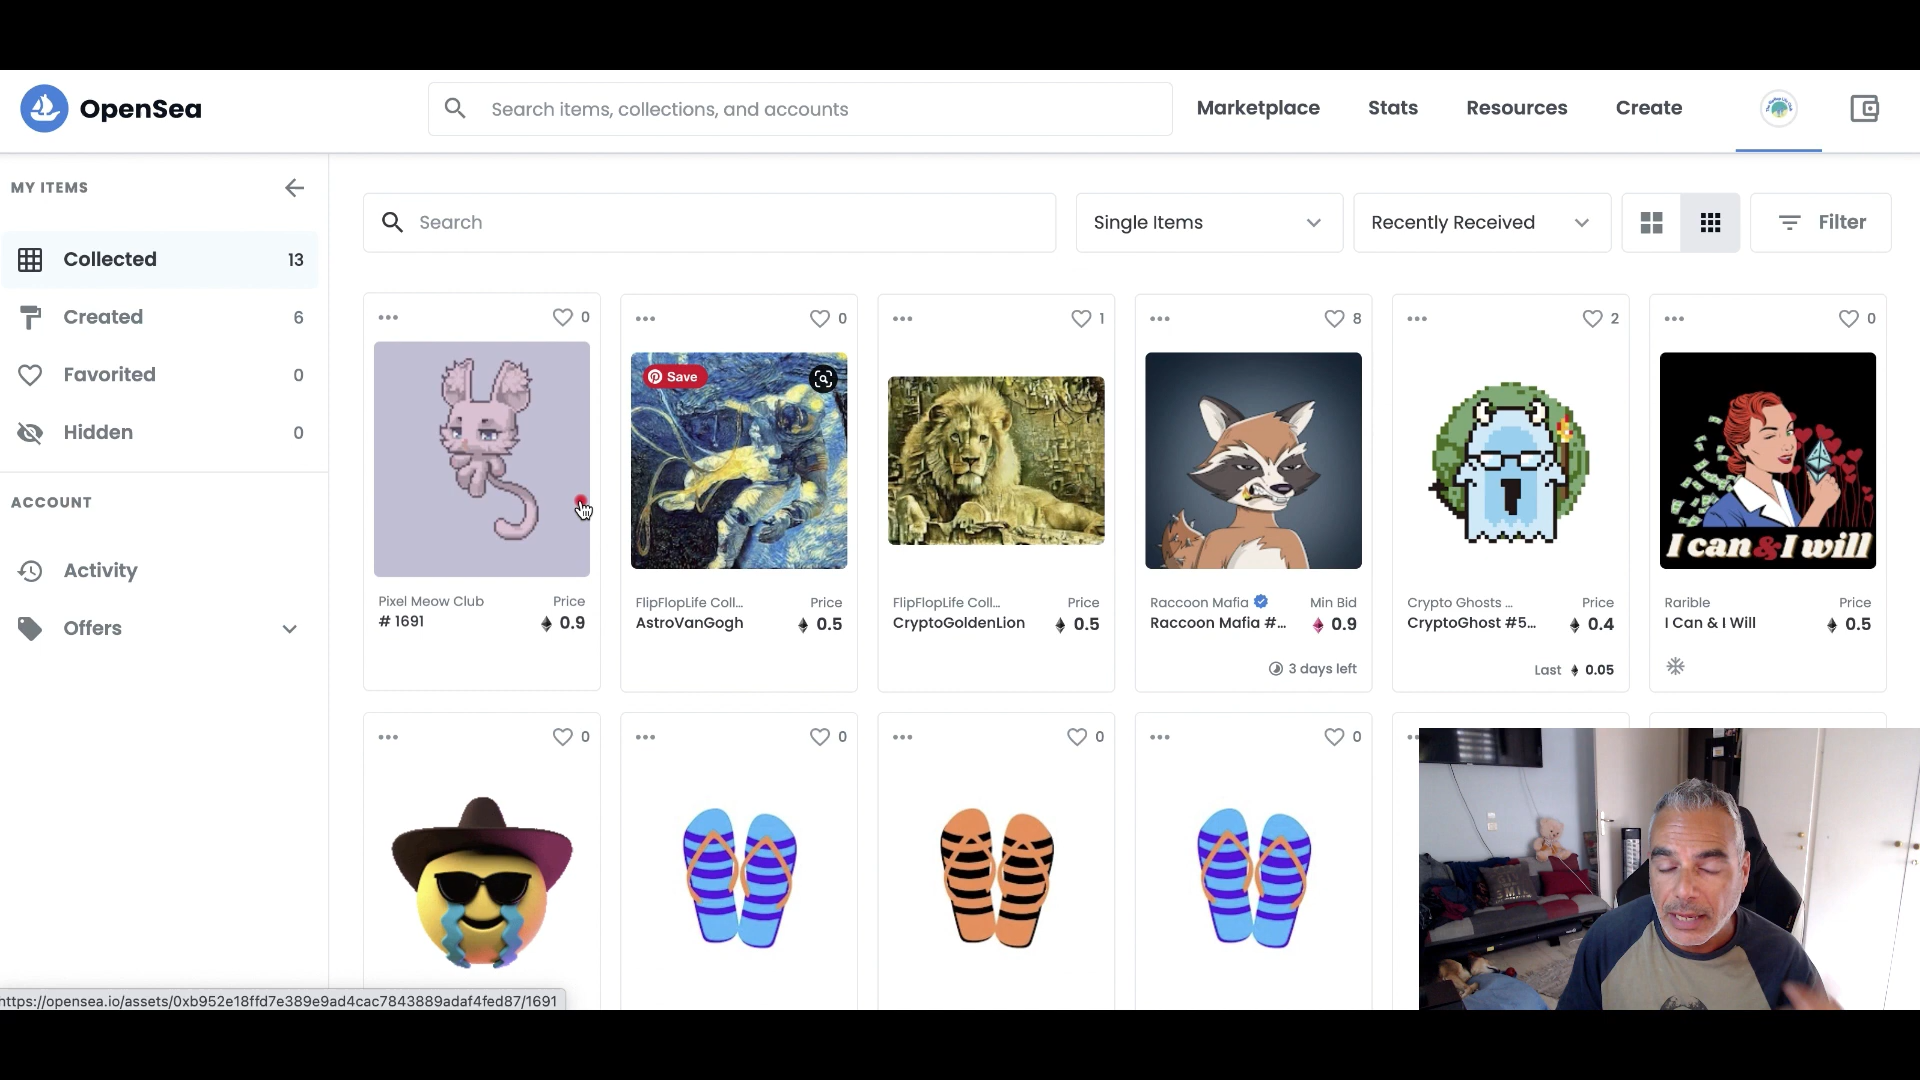 OpenSea
Search items, collections, and accounts
Marketplace
Stats
Resources
Create
MY ITEMS
Collected 13
Created 6
Favorited 0
Hidden 0
ACCOUNT
Activity
Offers
Search
Single Items
Recently Received
Filter
0
0
1
8
2
0
Save
I can & I will
Pixel Meow Club Price
# 1691 0.9
FlipFlopLife Coll... Price
AstroVanGogh 0.5
FlipFlopLife Coll... Price
CryptoGoldenLion 0.5
Raccoon Mafia Min Bid
Raccoon Mafia #... 0.9
3 days left
Crypto Ghosts ... Price
CryptoGhost #5... 0.4
Last 0.05
Rarible Price
I Can & I Will 0.5
0
0
0
0
https://opensea.io/assets/0xb952e18ffd7e389e9ad4cac7843889adaf4fed87/1691